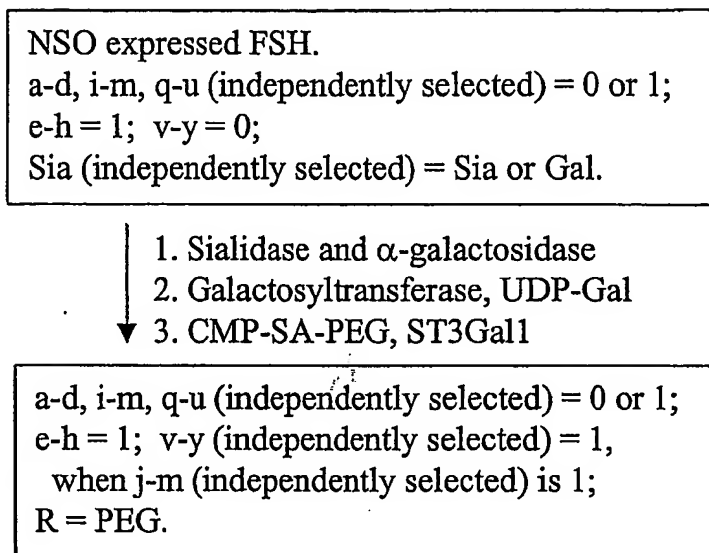 NSO expressed FSH.
a-d, i-m, q-u (independently selected) = 0 or 1;
e-h = 1; v-y = 0;
Sia (independently selected) = Sia or Gal.
1. Sialidase and α-galactosidase
2. Galactosyltransferase, UDP-Gal
3. CMP-SA-PEG, ST3Gal1
a-d, i-m, q-u (independently selected) = 0 or 1;
e-h = 1; v-y (independently selected) = 1,
when j-m (independently selected) is 1;
R = PEG.